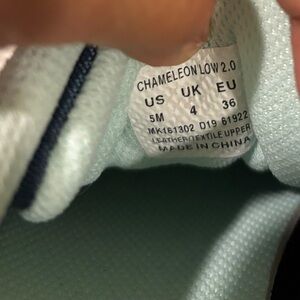 CHAMELEON LOW 2.0
US UK EU
5M 4 36
MK161302 D19 61922
LEATHER/TEXTILE UPPER
MADE IN CHINA